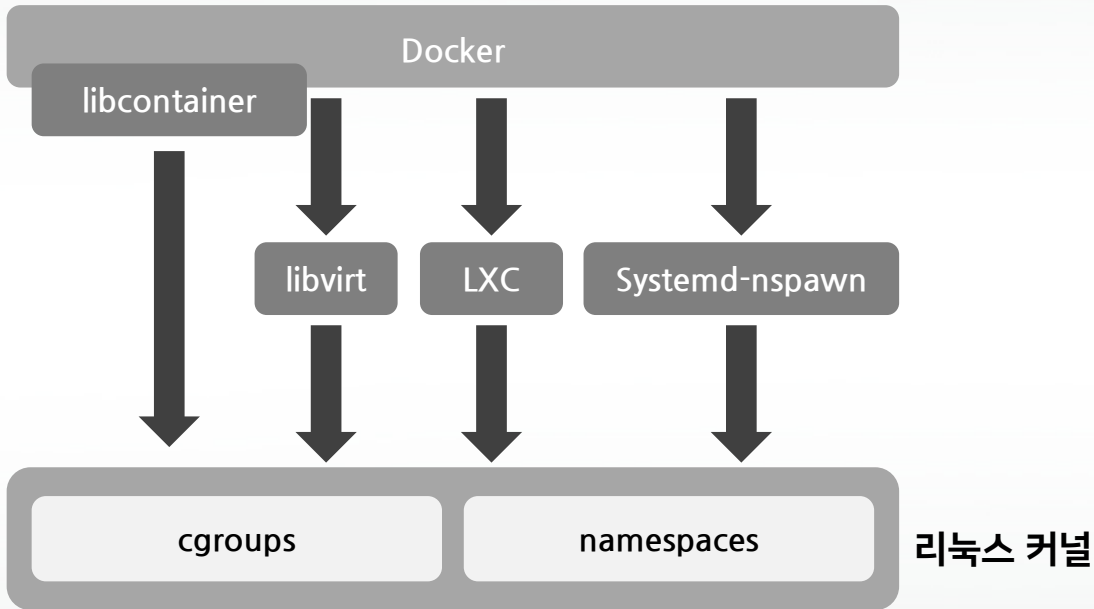 Docker
libcontainer
libvirt
LXC
Systemd-nspawn
cgroups
namespaces
리눅스 커널